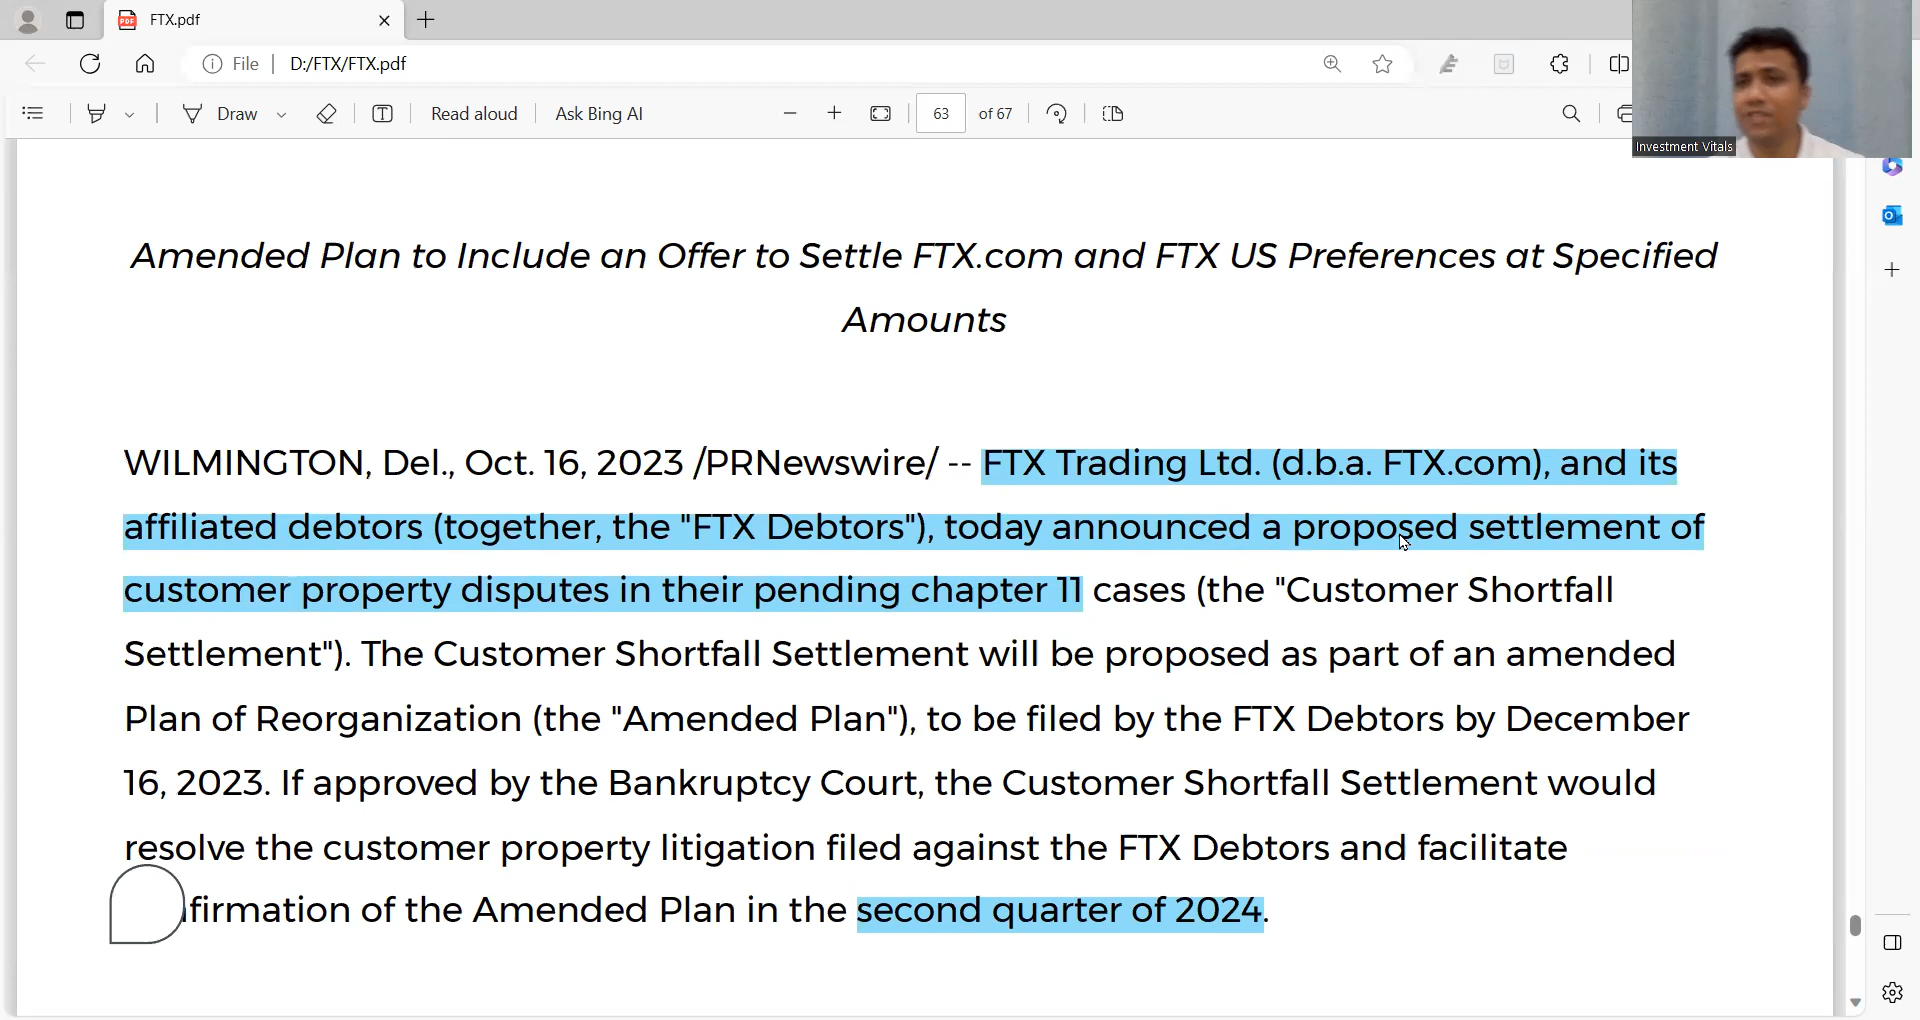 FTX.pdf
File
D:/FTX/FTX.pdf
Draw
Read aloud
Ask Bing AI
63
of 67
Investment Vitals
Amended Plan to Include an Offer to Settle FTX.com and FTX US Preferences at Specified
Amounts
WILMINGTON, Del., Oct. 16, 2023 /PRNewswire/ -- FTX Trading Ltd. (d.b.a. FTX.com), and its
affiliated debtors (together, the "FTX Debtors"), today announced a proposed settlement of
customer property disputes in their pending chapter 11 cases (the "Customer Shortfall
Settlement"). The Customer Shortfall Settlement will be proposed as part of an amended
Plan of Reorganization (the "Amended Plan"), to be filed by the FTX Debtors by December
16, 2023. If approved by the Bankruptcy Court, the Customer Shortfall Settlement would
resolve the customer property litigation filed against the FTX Debtors and facilitate
firmation of the Amended Plan in the second quarter of 2024.